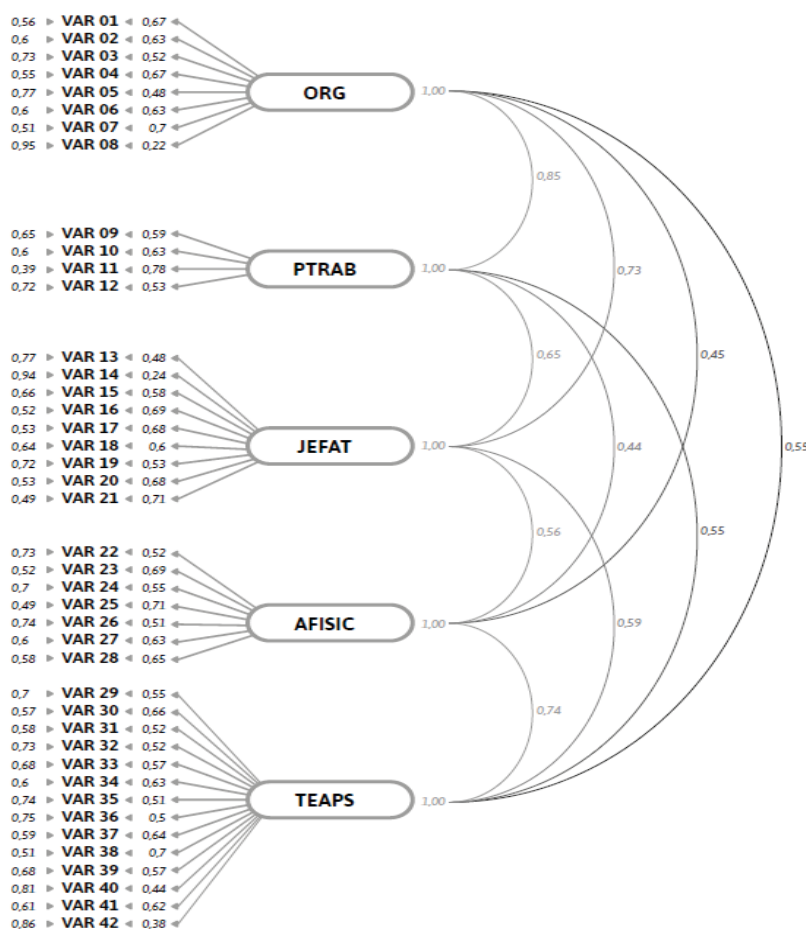 0,56 VAR 01 0,67
0,6 VAR 02 0,63
0,73 VAR 03 0,52
0,55 VAR 04 0,67
0,77 VAR 05 0,48
0,6 VAR 06 0,63
0,51 VAR 07 0,7
0,95 VAR 08 0,22
ORG
1,00
0,85
0,65 VAR 09 0,59
0,6 VAR 10 0,63
0,39 VAR 11 0,78
0,72 VAR 12 0,53
PTRAB
1,00
0,73
0,65
0,45
0,77 VAR 13 0,48
0,94 VAR 14 0,24
0,66 VAR 15 0,58
0,52 VAR 16 0,69
0,53 VAR 17 0,68
0,64 VAR 18 0,6
0,72 VAR 19 0,53
0,53 VAR 20 0,68
0,49 VAR 21 0,71
JEFAT
1,00
0,44
0,55
0,56
0,55
0,73 VAR 22 0,52
0,52 VAR 23 0,69
0,7 VAR 24 0,55
0,49 VAR 25 0,71
0,74 VAR 26 0,51
0,6 VAR 27 0,63
0,58 VAR 28 0,65
AFISIC
1,00
0,59
0,74
0,7 VAR 29 0,55
0,57 VAR 30 0,66
0,58 VAR 31 0,52
0,73 VAR 32 0,52
0,68 VAR 33 0,57
0,6 VAR 34 0,63
0,74 VAR 35 0,51
0,75 VAR 36 0,5
0,59 VAR 37 0,64
0,51 VAR 38 0,7
0,68 VAR 39 0,57
0,81 VAR 40 0,44
0,61 VAR 41 0,62
0,86 VAR 42 0,38
TEAPS
1,00